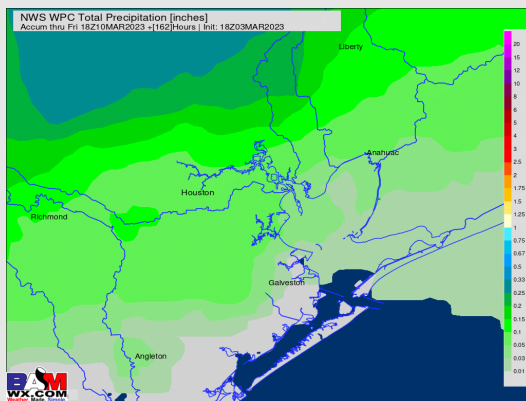 NWS WPC Total Precipitation [inches]
Accum thru Fri 18Z10MAR2023 +[162]Hours | Init: 18Z03MAR2023
Liberty
Anahuac
Houston
Richmond
Galveston
Angleton
20
15
10
8
6
5
4
3
2.5
2
1.75
1.5
1.25
1
0.75
0.67
0.5
0.33
0.25
0.2
0.15
0.1
0.05
0.03
0.01
BAM
WX.COM
Weather. Made. Simple.